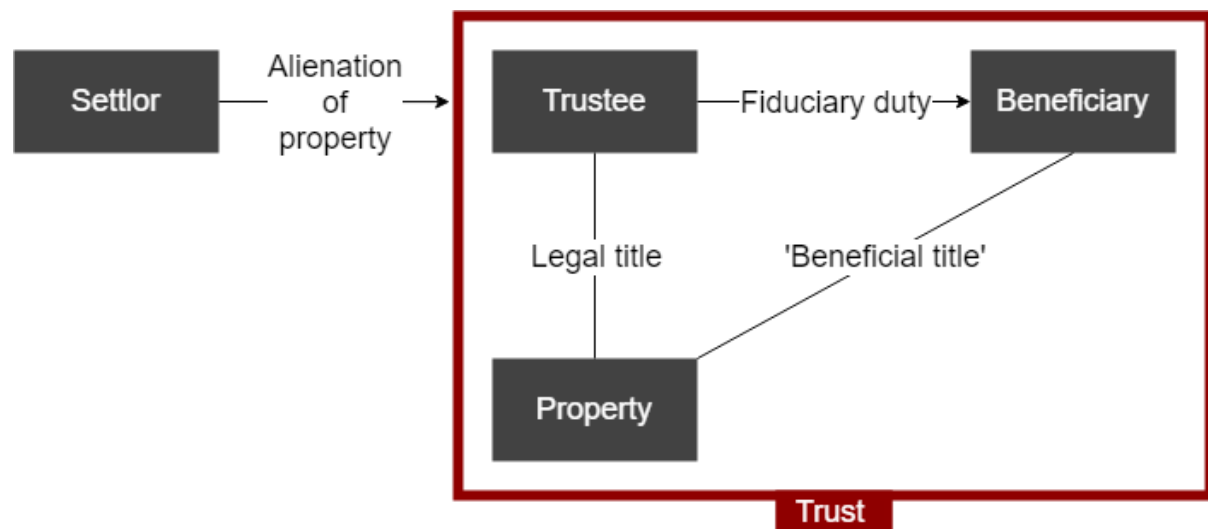 Settlor
Alienation
of
property
Trustee
Fiduciary duty
Beneficiary
Legal title
'Beneficial title'
Property
Trust